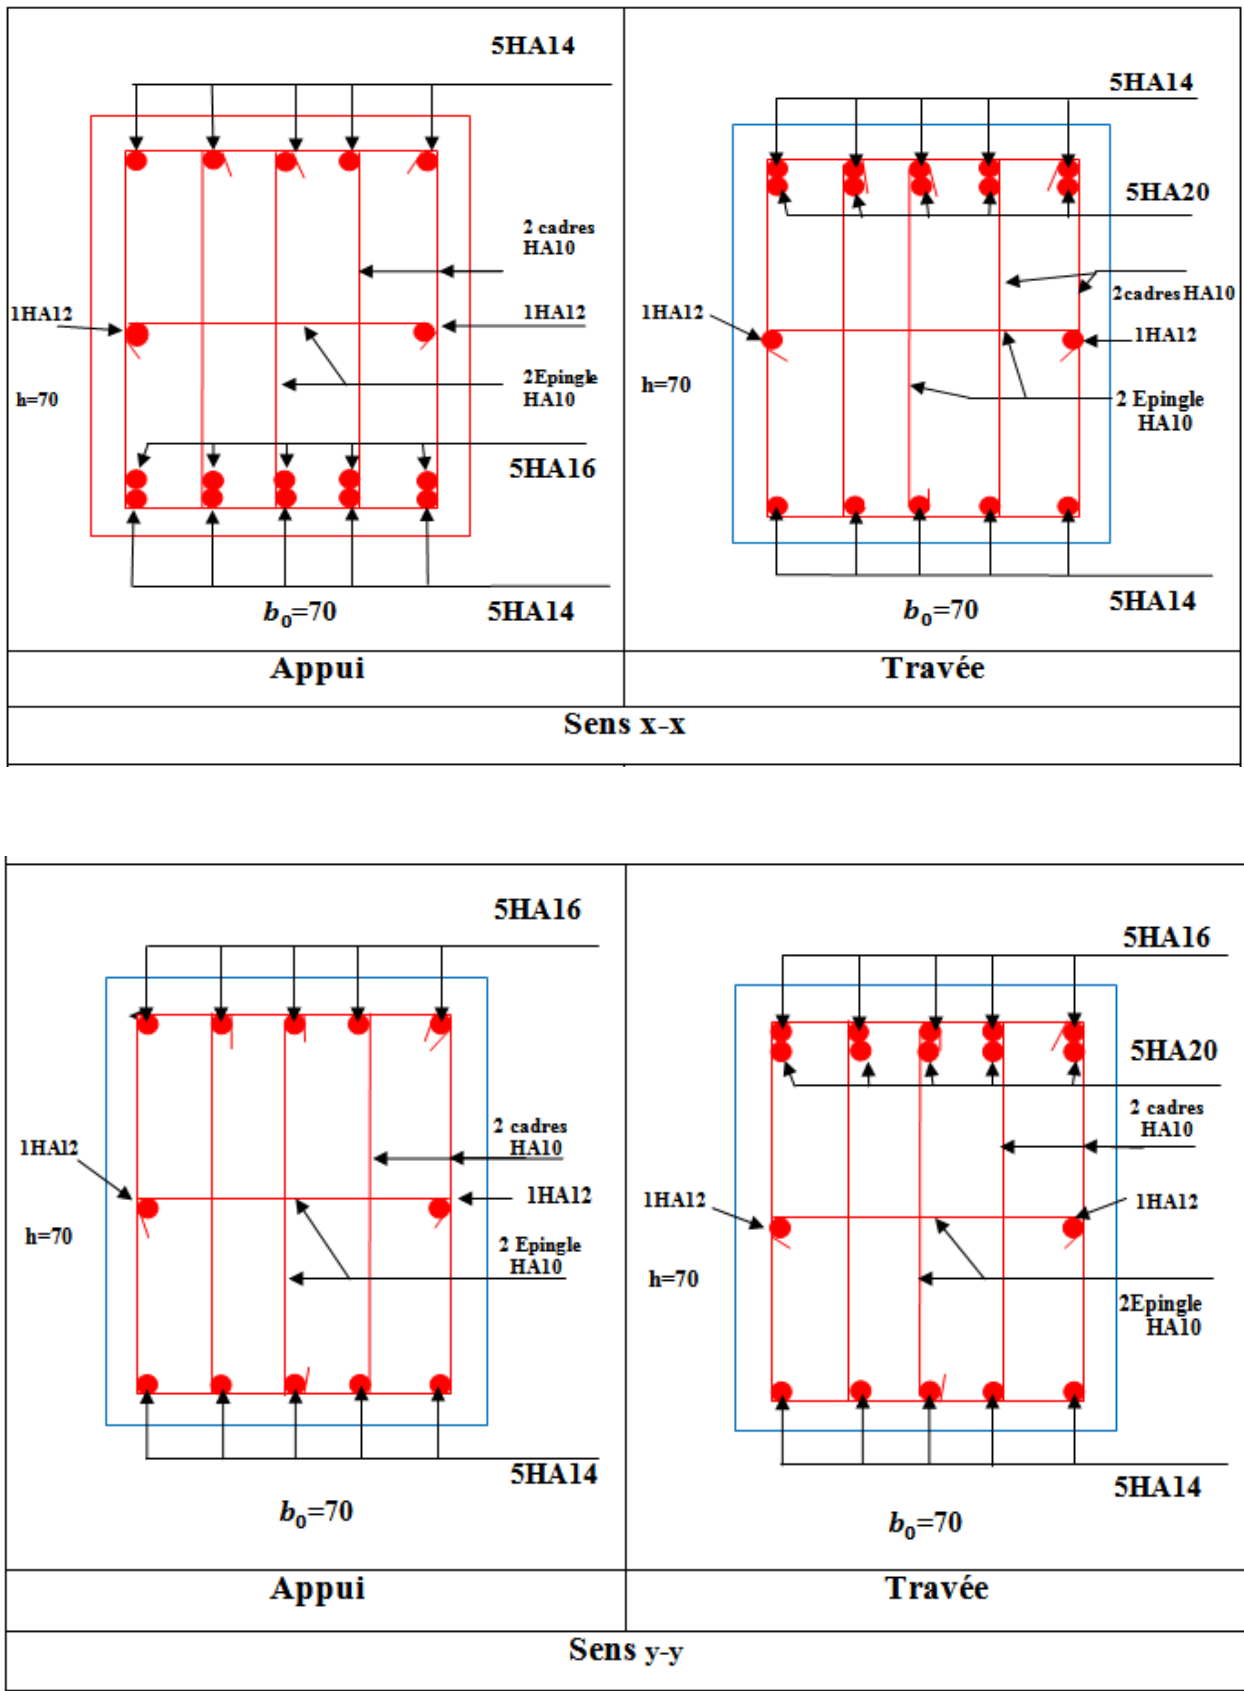 5HA14
2 cadres
HA10
1HA12
1HA12
2Epingle
HA10
h=70
5HA16
b₀=70
5HA14
5HA14
5HA20
2cadres HA10
1HA12
1HA12
h=70
2 Epingle
HA10
5HA14
b₀=70
Appui
Travée
Sens x-x
5HA16
2 cadres
HA10
1HA12
1HA12
h=70
2 Epingle
HA10
5HA14
b₀=70
5HA16
5HA20
2 cadres
HA10
1HA12
1HA12
h=70
2Epingle
HA10
5HA14
b₀=70
Appui
Travée
Sens y-y